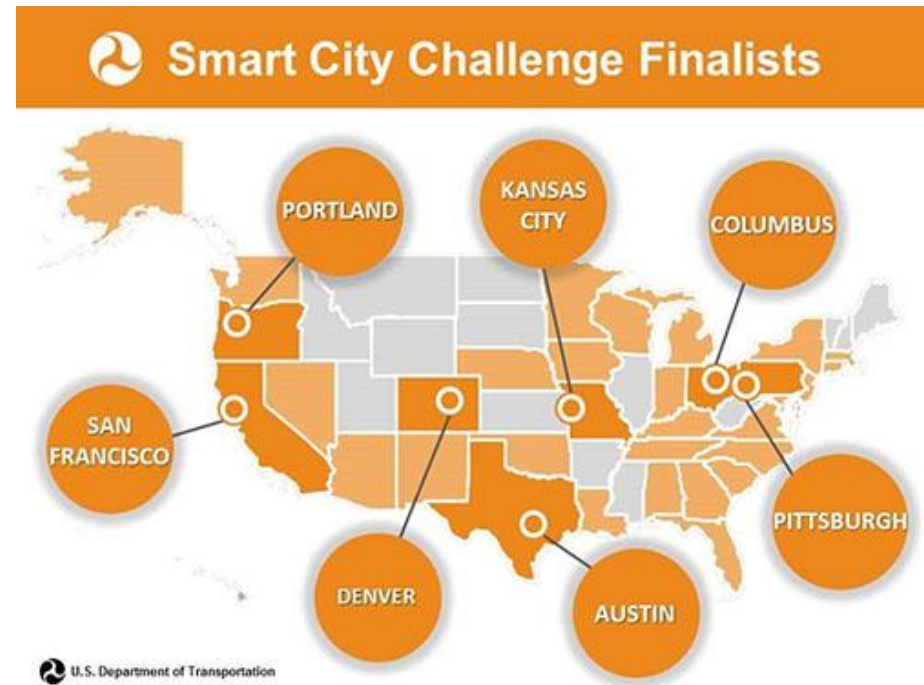 Smart City Challenge Finalists
PORTLAND
KANSAS
CITY
COLUMBUS
SAN
FRANCISCO
DENVER
AUSTIN
PITTSBURGH
U.S. Department of Transportation